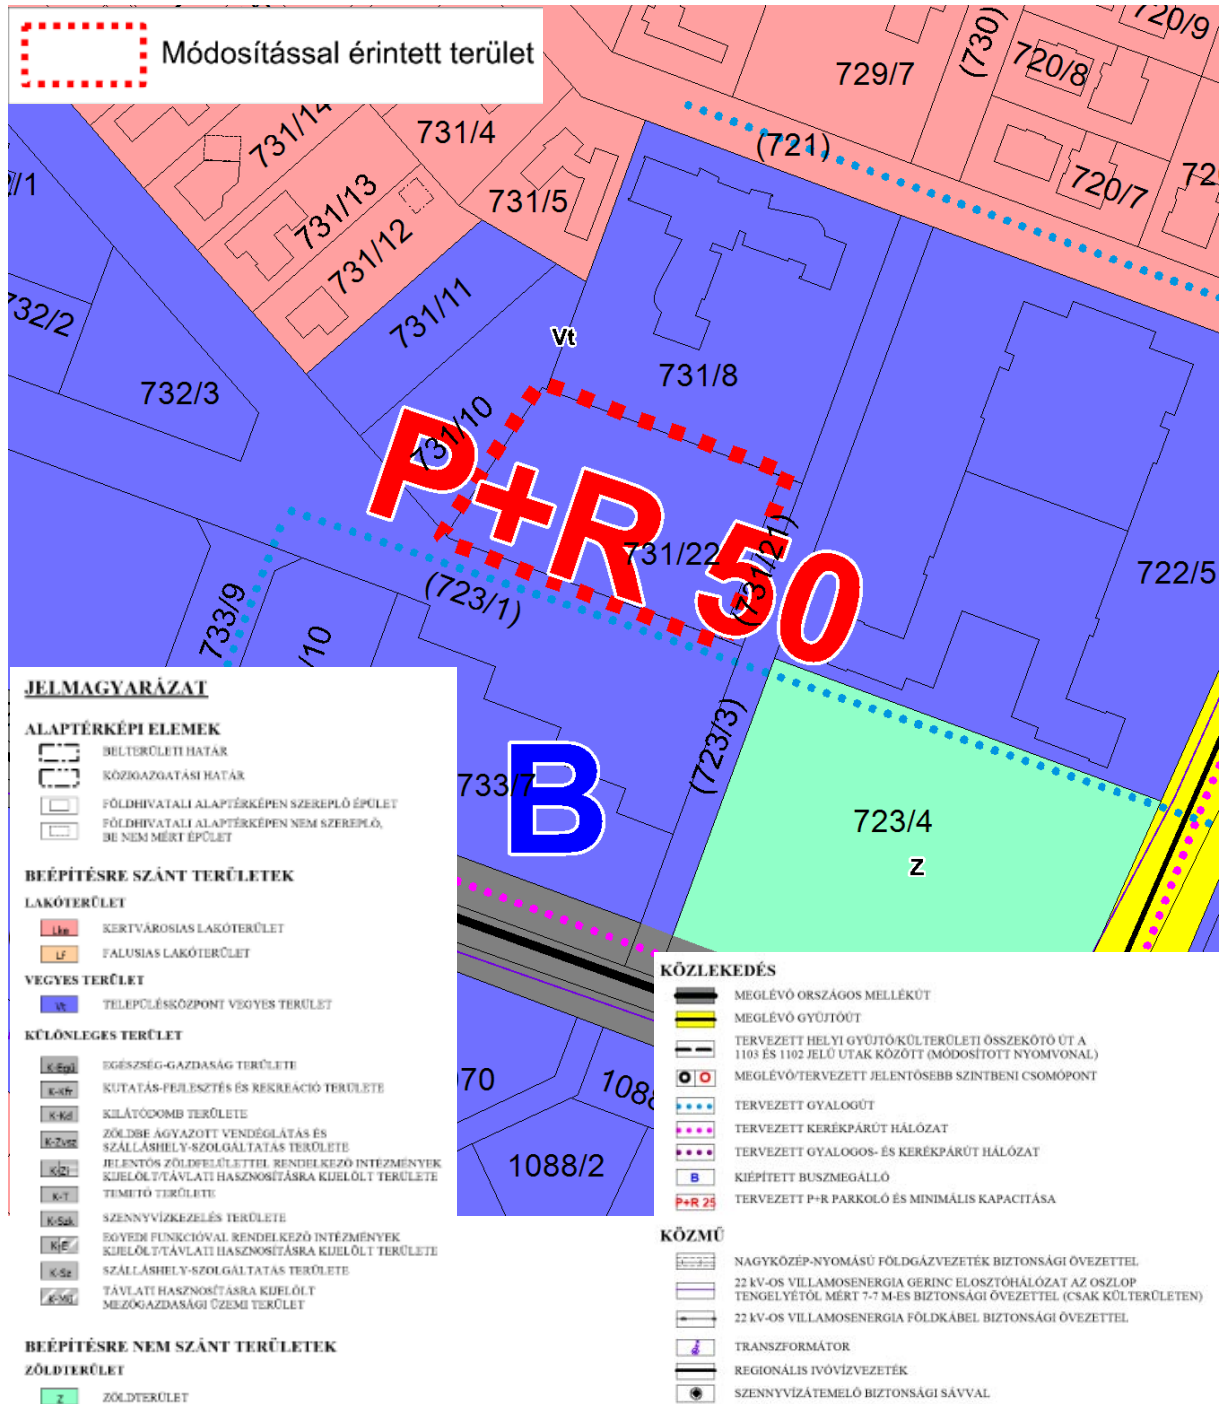 Módosítással érintett terület
720/9
(730)
720/8
729/7
(721)
720/7
731/14
731/4
731/5
731/13
731/12
731/11
732/2
732/3
Vt
731/8
731/10
P+R 50
731/22
(731/21)
722/5
(723/1)
733/9
/10
(723/3)
733/7
B
723/4
Z
1088/2
JELMAGYARÁZAT
ALAPTÉRKÉPI ELEMEK
BELTERÜLETI HATÁR
KÖZIGAZGATÁSI HATÁR
FÖLDHIVATALI ALAPTÉRKÉPEN SZEREPLŐ ÉPÜLET
FÖLDHIVATALI ALAPTÉRKÉPEN NEM SZEREPLŐ,
BE NEM MÉRT ÉPÜLET
BEÉPÍTÉSRE SZÁNT TERÜLETEK
LAKÓTERÜLET
Lke KERTVÁROSIAS LAKÓTERÜLET
LF FALUSIAS LAKÓTERÜLET
VEGYES TERÜLET
Vt TELEPÜLÉSKÖZPONT VEGYES TERÜLET
KÜLÖNLEGES TERÜLET
K-Egü EGÉSZSÉG-GAZDASÁG TERÜLETE
K-Kfr KUTATÁS-FEJLESZTÉS ÉS REKREÁCIÓ TERÜLETE
K-Kd KILÁTÓDOMB TERÜLETE
K-Zvsz ZÖLDBE ÁGYAZOTT VENDÉGLÁTÁS ÉS
SZÁLLÁSHELY-SZOLGÁLTATÁS TERÜLETE
K-ZI JELENTŐS ZÖLDFELÜLETTEL RENDELKEZŐ INTÉZMÉNYEK
KIJELÖLT/TÁVLATI HASZNOSÍTÁSRA KIJELÖLT TERÜLETE
K-T TEMETŐ TERÜLETE
K-Szk SZENNYVÍZKEZELÉS TERÜLETE
K-E EGYEDI FUNKCIÓVAL RENDELKEZŐ INTÉZMÉNYEK
KIJELÖLT/TÁVLATI HASZNOSÍTÁSRA KIJELÖLT TERÜLETE
K-Sz SZÁLLÁSHELY-SZOLGÁLTATÁS TERÜLETE
K-Mü TÁVLATI HASZNOSÍTÁSRA KIJELÖLT
MEZŐGAZDASÁGI ÜZEMI TERÜLET
BEÉPÍTÉSRE NEM SZÁNT TERÜLETEK
ZÖLDTERÜLET
Z ZÖLDTERÜLET
KÖZLEKEDÉS
MEGLÉVŐ ORSZÁGOS MELLÉKÚT
MEGLÉVŐ GYŰJTŐÚT
TERVEZETT HELYI GYŰJTŐ/KÜLTERÜLETI ÖSSZEKÖTŐ ÚT A
1103 ÉS 1102 JELŰ UTAK KÖZÖTT (MÓDOSÍTOTT NYOMVONAL)
MEGLÉVŐ/TERVEZETT JELENTŐSEBB SZINTBENI CSOMÓPONT
TERVEZETT GYALOGÚT
TERVEZETT KERÉKPÁRÚT HÁLÓZAT
TERVEZETT GYALOGOS- ÉS KERÉKPÁRÚT HÁLÓZAT
B KIÉPÍTETT BUSZMEGÁLLÓ
P+R 25 TERVEZETT P+R PARKOLÓ ÉS MINIMÁLIS KAPACITÁSA
KÖZMŰ
NAGYKÖZÉP-NYOMÁSÚ FÖLDGÁZVEZETÉK BIZTONSÁGI ÖVEZETTEL
22 kV-OS VILLAMOSENERGIA GERINC ELOSZTÓHÁLÓZAT AZ OSZLOP
TENGELYÉTŐL MÉRT 7-7 M-ES BIZTONSÁGI ÖVEZETTEL (CSAK KÜLTERÜLETEN)
22 kV-OS VILLAMOSENERGIA FÖLDKÁBEL BIZTONSÁGI ÖVEZETTEL
TRANSZFORMÁTOR
REGIONÁLIS IVÓVÍZVEZETÉK
SZENNYVÍZÁTEMELŐ BIZTONSÁGI SÁVVAL